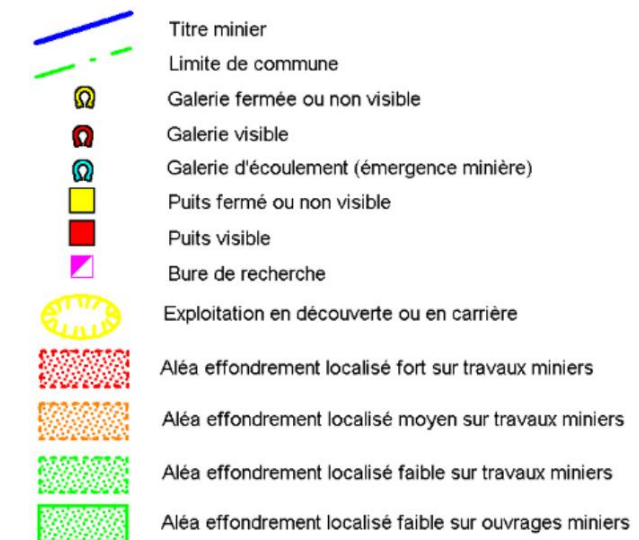 Titre minier
Limite de commune
Galerie fermée ou non visible
Galerie visible
Galerie d'écoulement (émergence minière)
Puits fermé ou non visible
Puits visible
Bure de recherche
Exploitation en découverte ou en carrière
Aléa effondrement localisé fort sur travaux miniers
Aléa effondrement localisé moyen sur travaux miniers
Aléa effondrement localisé faible sur travaux miniers
Aléa effondrement localisé faible sur ouvrages miniers